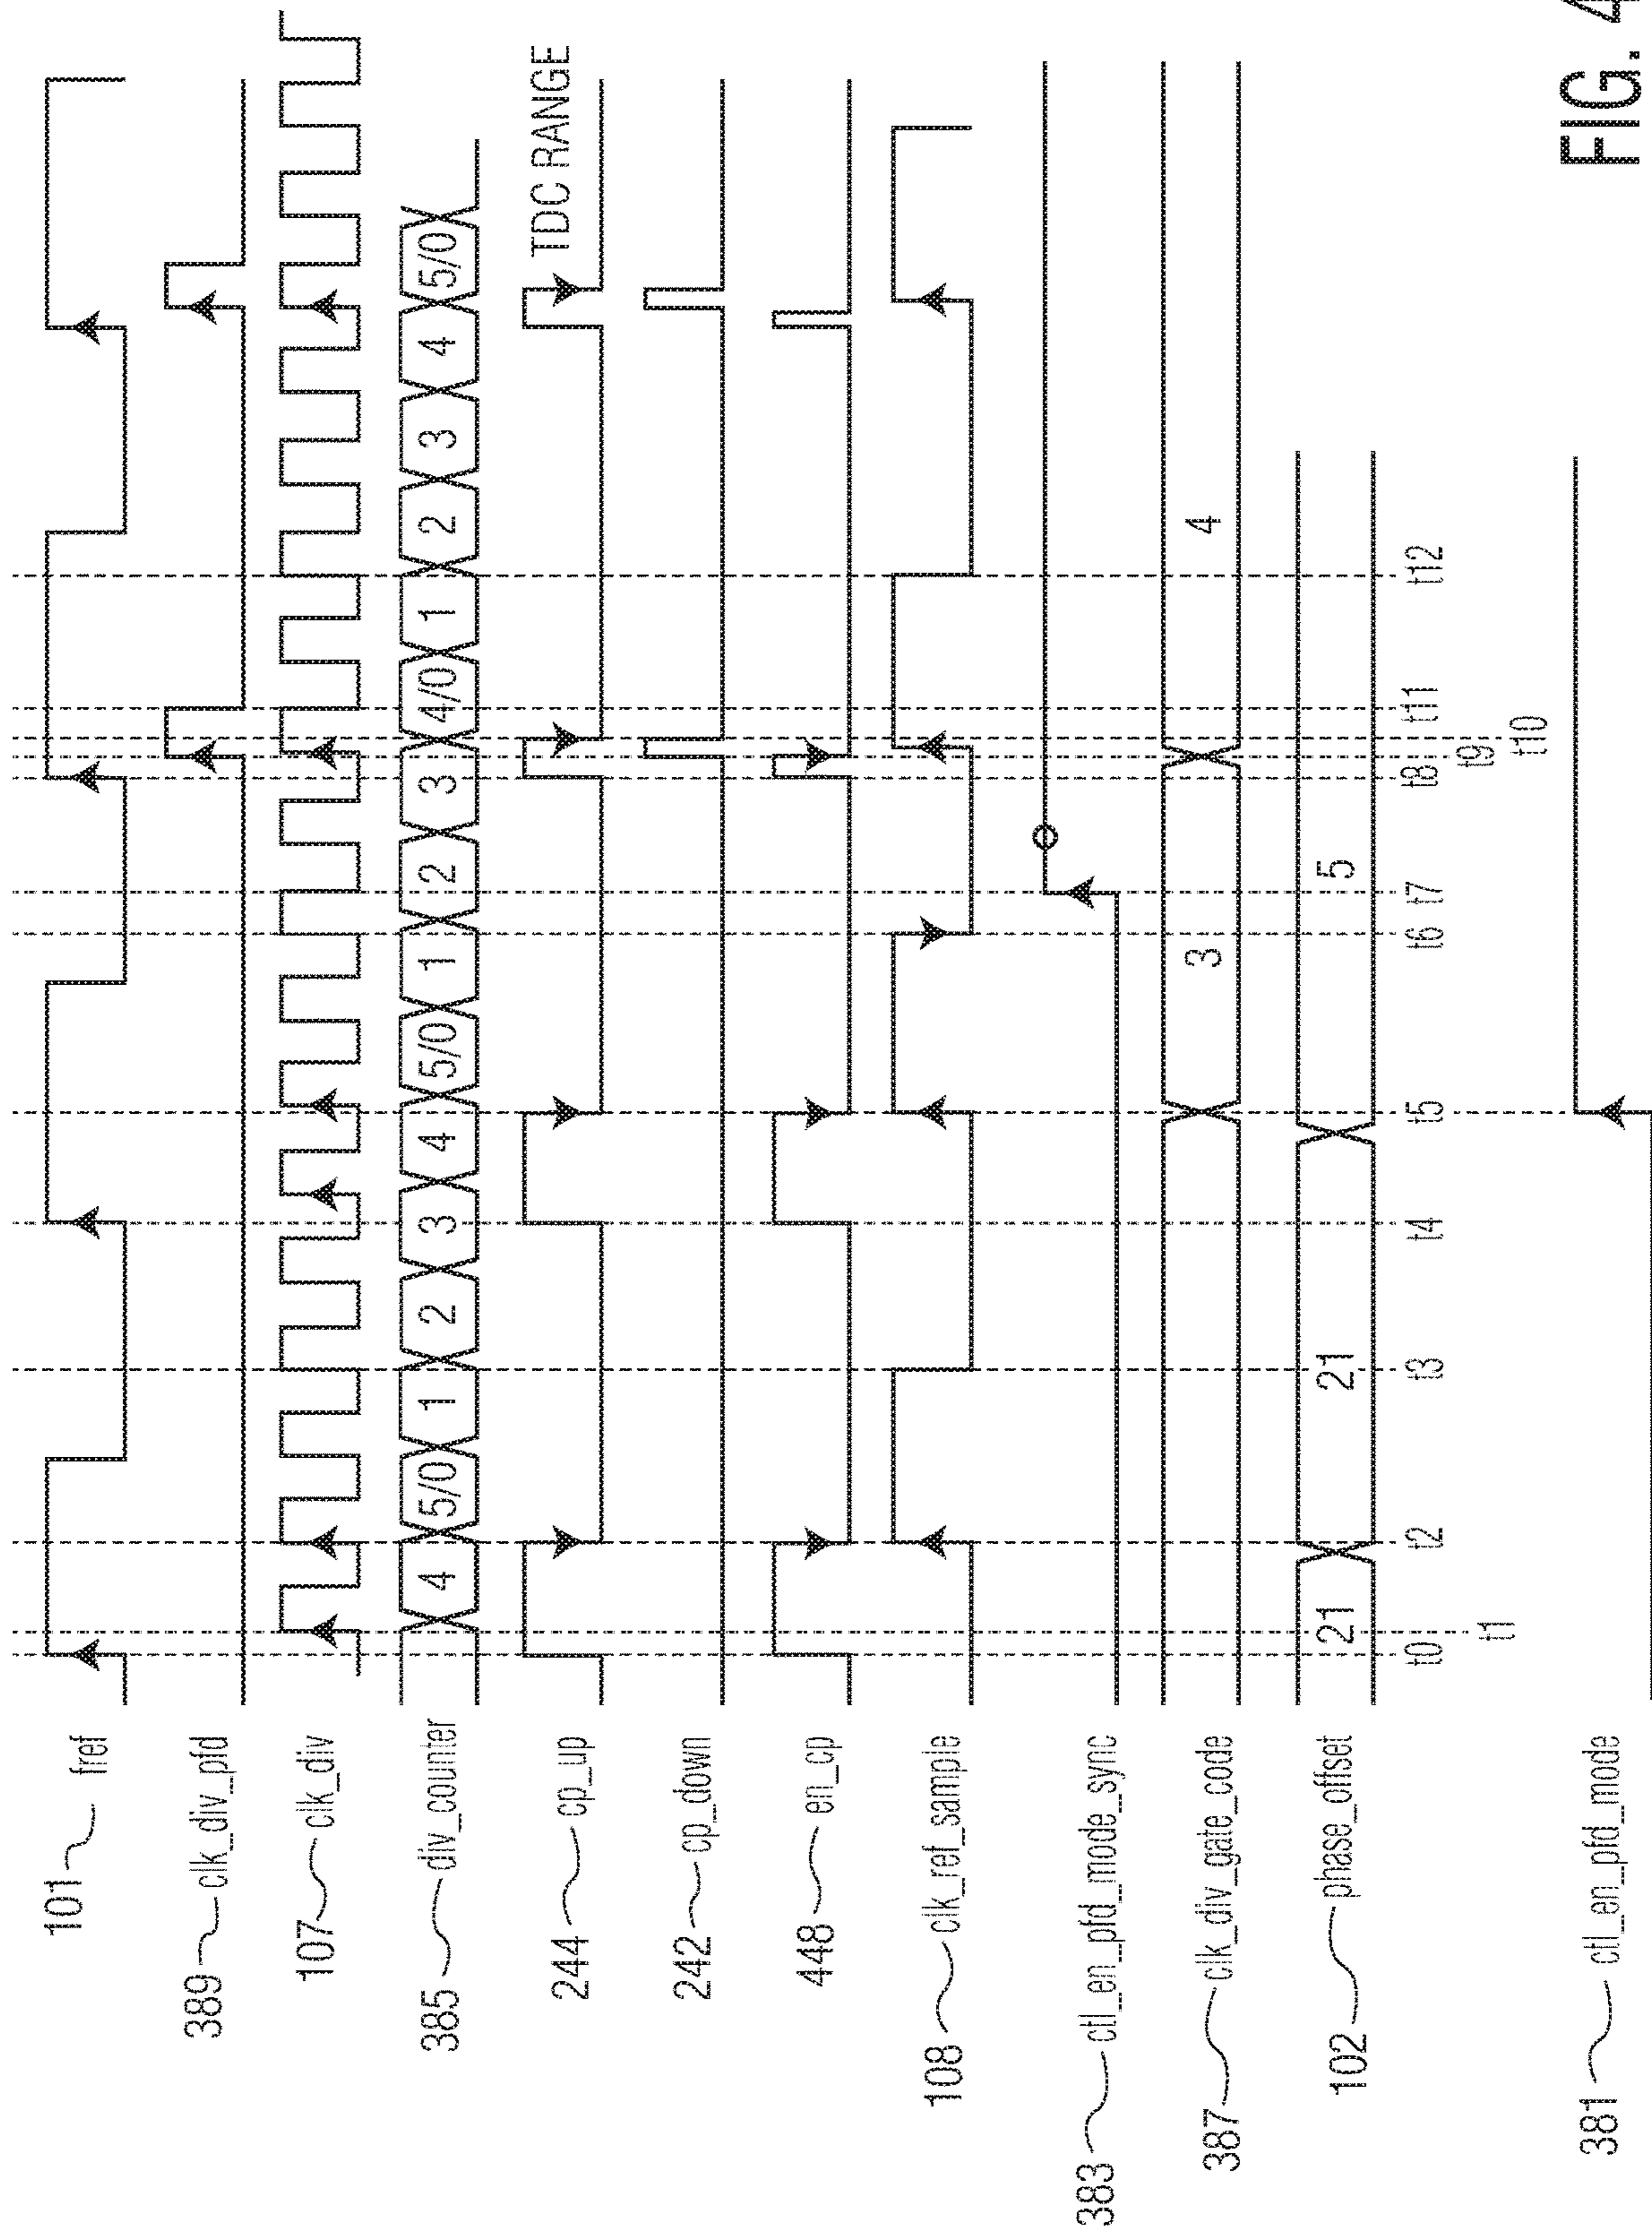 101 fref
389 clk_div_pfd
107 clk_div
385 div_counter 4 5/0 1 2 3 4 5/0 1 2 3 4/0 1 2 3 4 5/0
244 cp_up TDC RANGE
242 cp_down
448 en_cp
108 clk_ref_sample
383 ctl_en_pfd_mode_sync
387 clk_div_gate_code 3 4
102 phase_offset 21 21 5
t0 t2 t3 t4 t5 t6 t7 t8 t11 t12
t1 t9
t10
381 ctl_en_pfd_mode
FIG. 4